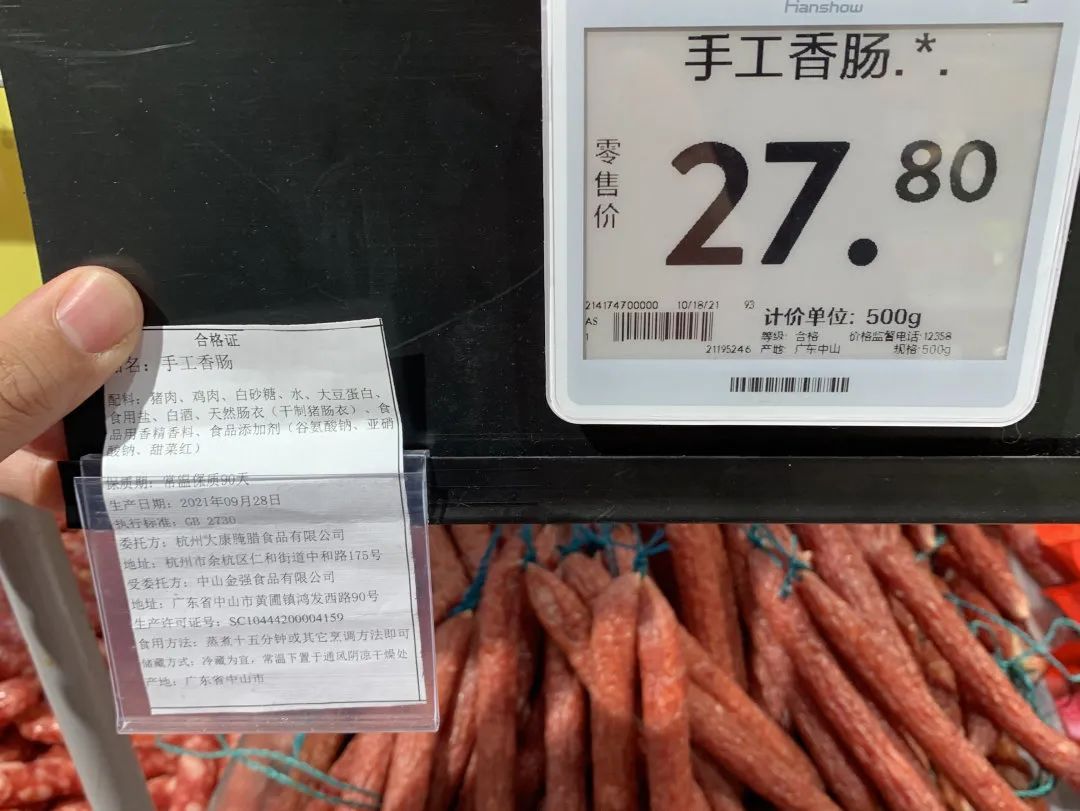 Hanshow
手工香肠.*.
零售价
27.80
214174700000 10/18/21 93
AS
1
计价单位: 500g
等级: 合格 价格监督电话:12358
21195246 产地: 广东中山 规格:500g
合格证
名：手工香肠
配料：猪肉、鸡肉、白砂糖、水、大豆蛋白、
食用盐、白酒、天然肠衣（干制猪肠衣）、食
品用香精香料、食品添加剂（谷氨酸钠、亚硝
酸钠、甜菜红）
保质期：常温保质90天
生产日期：2021年09月28日
执行标准：GB 2730
委托方：杭州大康腌腊食品有限公司
地址：杭州市余杭区仁和街道中和路175号
受委托方：中山金强食品有限公司
地址：广东省中山市黄圃镇鸿发西路90号
生产许可证号：SC10444200004159
食用方法：蒸煮十五分钟或其它烹调方法即可
储藏方式：冷藏为宜，常温下置于通风阴凉干燥处
产地：广东省中山市